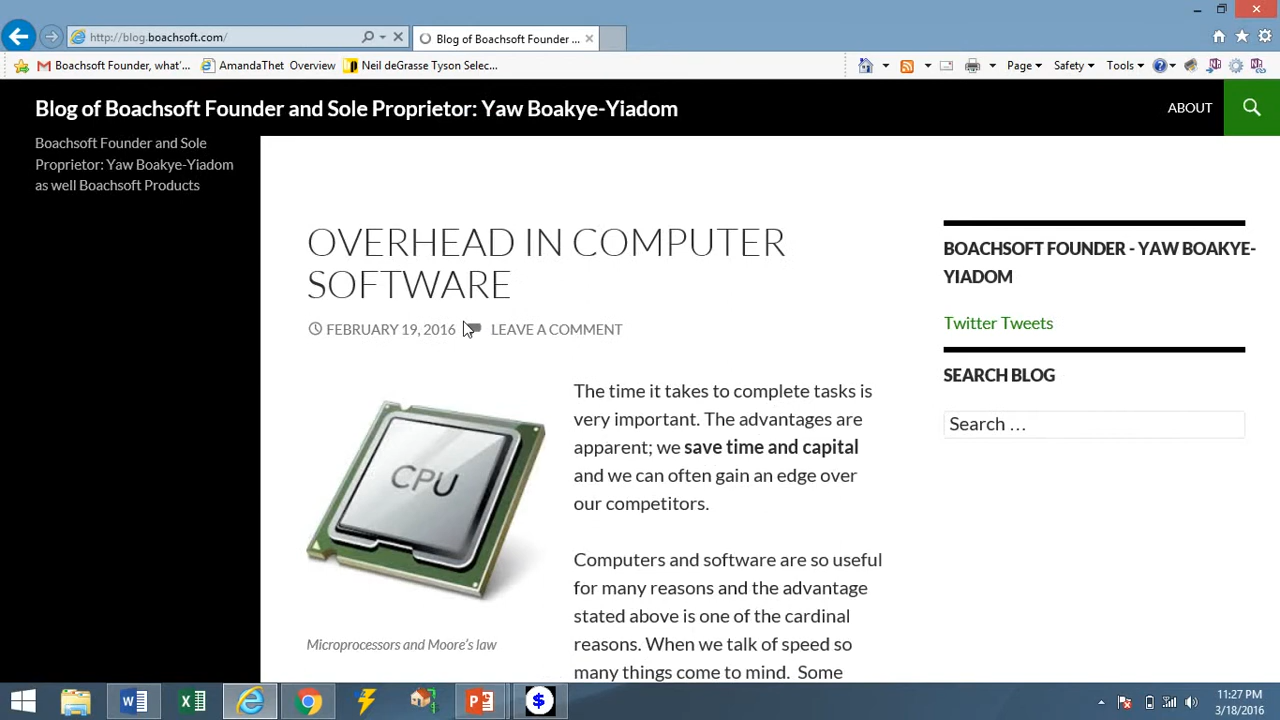 http://blog.boachsoft.com/
Blog of Boachsoft Founder ...
Boachsoft Founder, what'...
AmandaThet Overview
Neil deGrasse Tyson Selec...
Page
Safety
Tools
Blog of Boachsoft Founder and Sole Proprietor: Yaw Boakye-Yiadom
ABOUT
Boachsoft Founder and Sole
Proprietor: Yaw Boakye-Yiadom
as well Boachsoft Products
OVERHEAD IN COMPUTER
SOFTWARE
FEBRUARY 19, 2016
LEAVE A COMMENT
CPU
Microprocessors and Moore's law
The time it takes to complete tasks is
very important. The advantages are
apparent; we save time and capital
and we can often gain an edge over
our competitors.
Computers and software are so useful
for many reasons and the advantage
stated above is one of the cardinal
reasons. When we talk of speed so
many things come to mind.  Some
BOACHSOFT FOUNDER - YAW BOAKYE-
YIADOM
Twitter Tweets
SEARCH BLOG
Search …
11:27 PM
3/18/2016